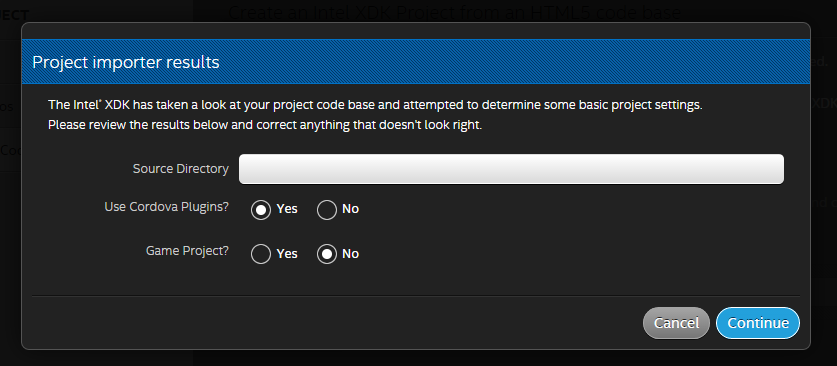 JECT
Create an Intel XDK Project from an HTML5 code base
Project importer results
The Intel® XDK has taken a look at your project code base and attempted to determine some basic project settings.
Please review the results below and correct anything that doesn't look right.
Source Directory
Use Cordova Plugins?
Yes
No
Game Project?
Yes
No
Cancel
Continue